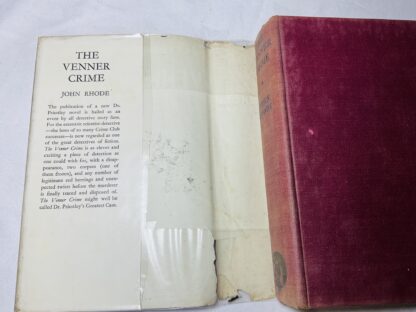 THE
VENNER
CRIME
JOHN RHODE
The publication of a new Dr.
Priestley novel is hailed as an
event by all detective story fans.
For the eccentric scientist-detective
—the hero of so many Crime Club
successes—is now regarded as one
of the great detectives of fiction.
The Venner Crime is as clever and
exciting a piece of detection as
one could wish for, with a disap-
pearance, two corpses (one of
them frozen), and any number of
legitimate red herrings and unex-
pected twists before the murderer
is finally traced and disposed of.
The Venner Crime might well be
called Dr. Priestley's Greatest Case.